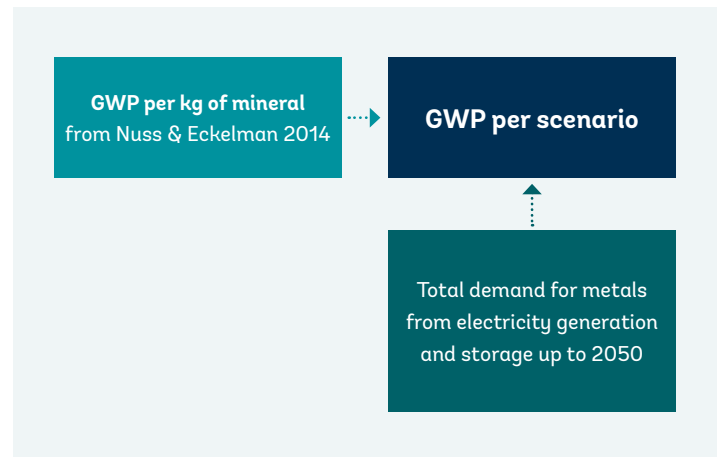 GWP per kg of mineral
from Nuss & Eckelman 2014
GWP per scenario
Total demand for metals
from electricity generation
and storage up to 2050